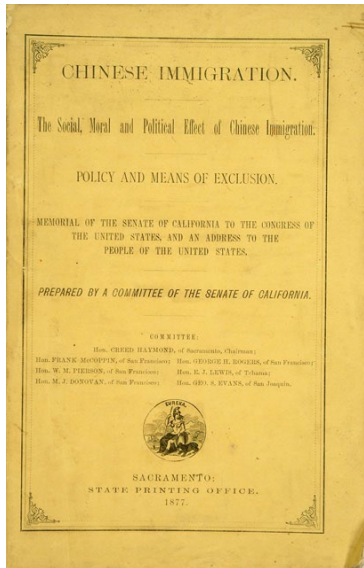 CHINESE IMMIGRATION.
The Social, Moral and Political Effect of Chinese Immigration.
POLICY AND MEANS OF EXCLUSION.
MEMORIAL OF THE SENATE OF CALIFORNIA TO THE CONGRESS OF
THE UNITED STATES, AND AN ADDRESS TO THE
PEOPLE OF THE UNITED STATES.
PREPARED BY A COMMITTEE OF THE SENATE OF CALIFORNIA.
COMMITTEE:
Hon. CREED HAYMOND, of Sacramento, Chairman;
Hon. FRANK McCOPPIN, of San Francisco; Hon. GEORGE H. ROGERS, of San Francisco;
Hon. W. M. PIERSON, of San Francisco; Hon. E. J. LEWIS, of Tehama;
Hon. M. J. DONOVAN, of San Francisco; Hon. GEO. S. EVANS, of San Joaquin.
EUREKA.
SACRAMENTO:
STATE PRINTING OFFICE.
1877.